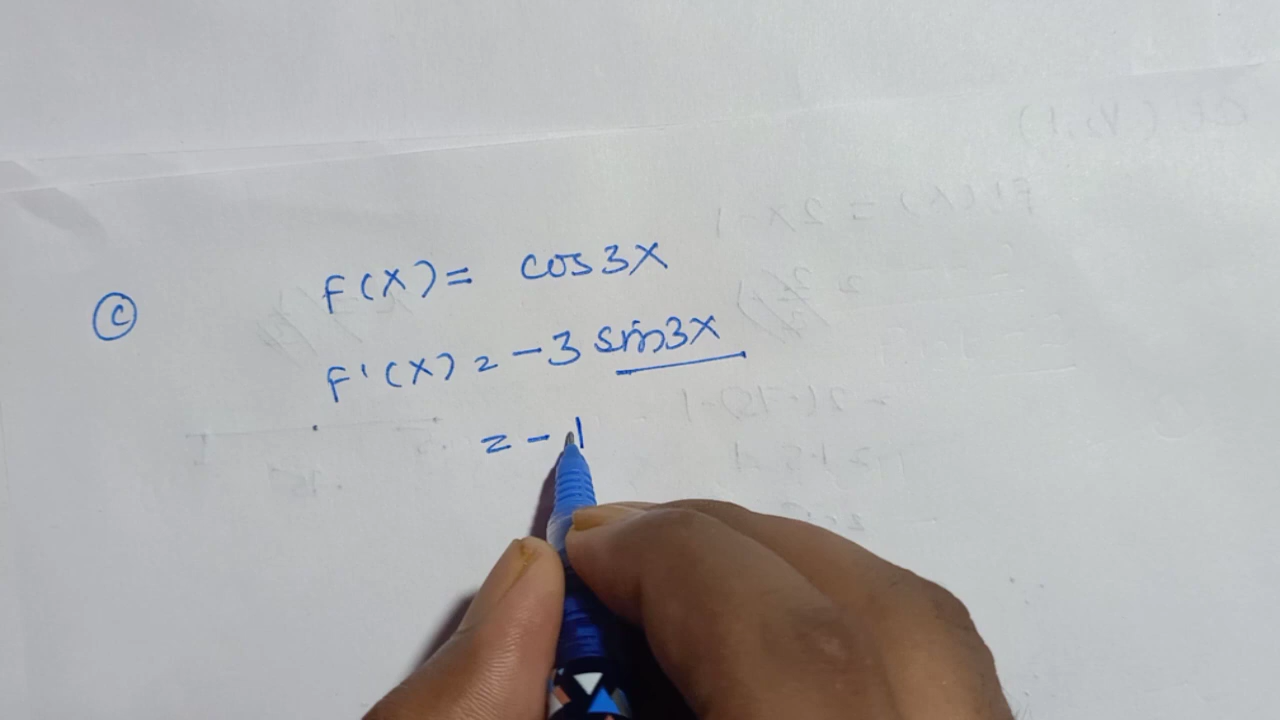 (c) F(X) = cos3X
F'(X) = -3 sin3X
= - 1